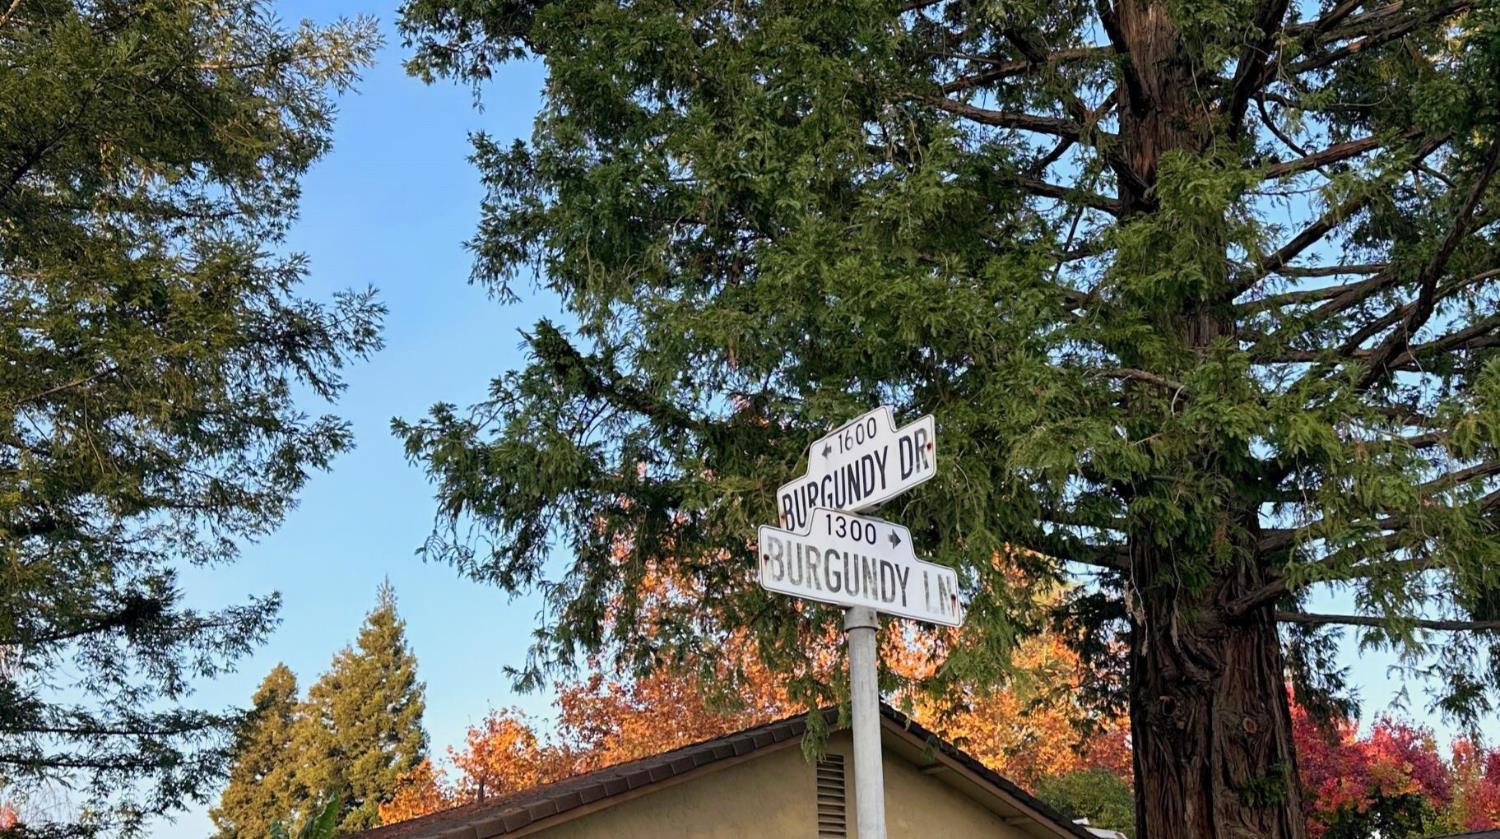 ← 1600
BURGUNDY DR
1300 →
BURGUNDY LN